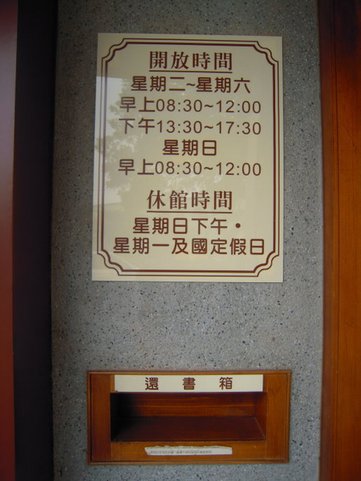 開放時間
星期二~星期六
早上08:30~12:00
下午13:30~17:30
星期日
早上08:30~12:00
休館時間
星期日下午・
星期一及國定假日
還書箱